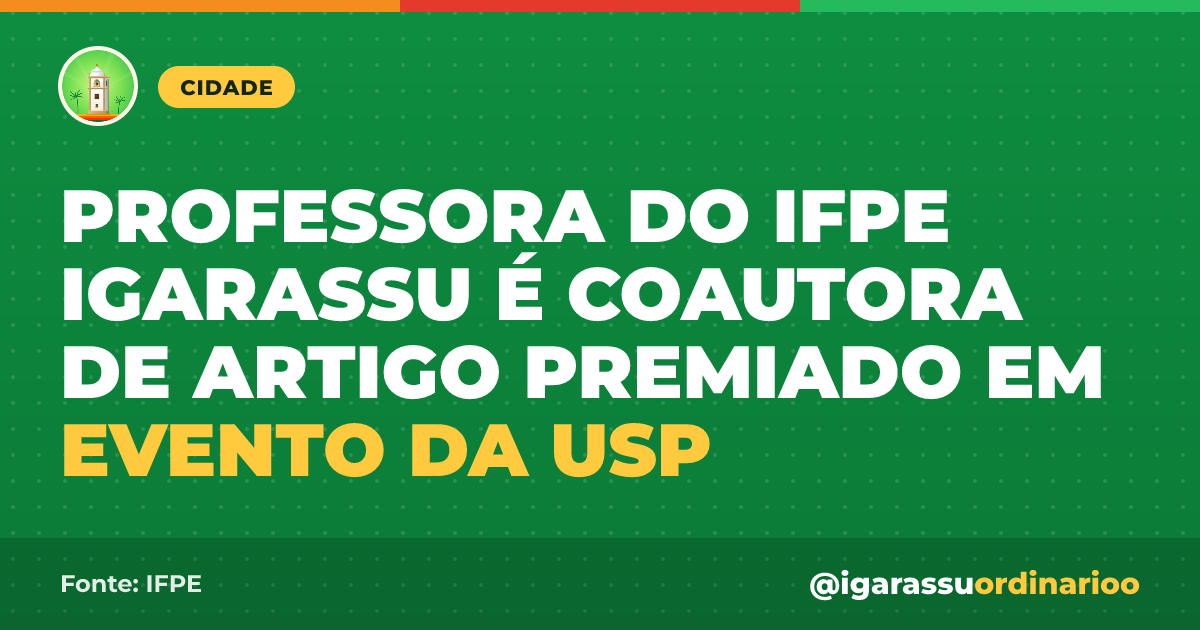 CIDADE
PROFESSORA DO IFPE
IGARASSU É COAUTORA
DE ARTIGO PREMIADO EM
EVENTO DA USP
Fonte: IFPE
@igarassuordinarioo